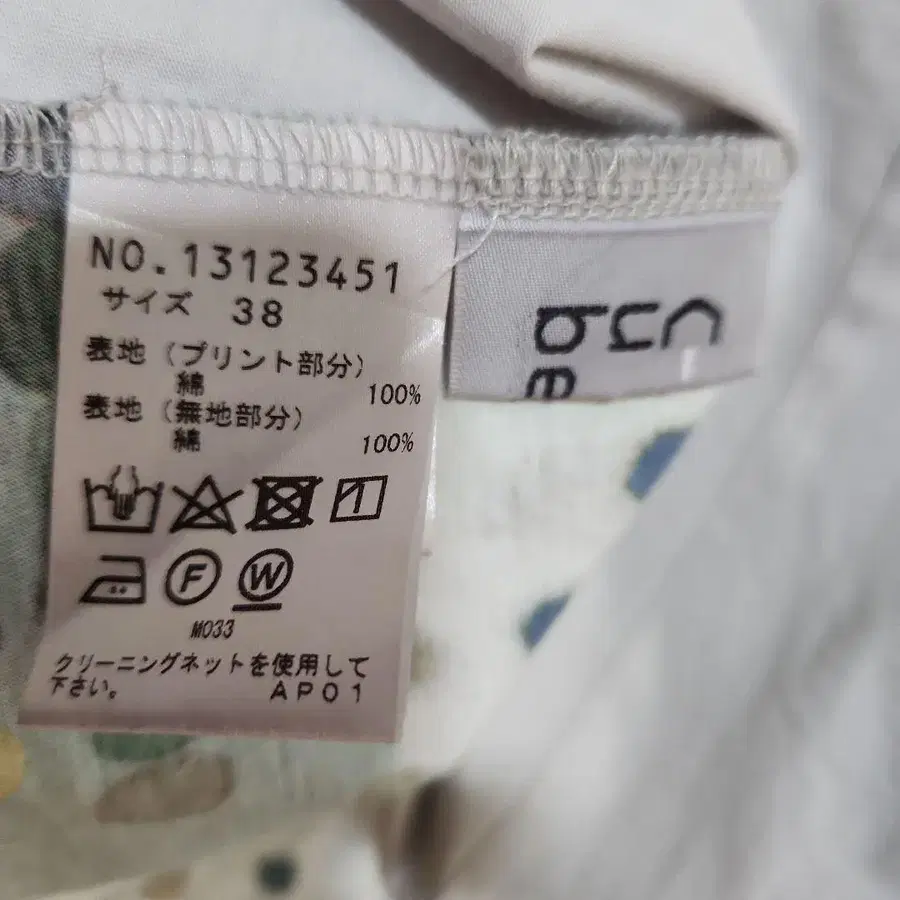 NO.13123451
サイズ 38
表地 (プリント部分)
綿 100%
表地 (無地部分)
綿 100%
F W
M033
クリーニングネットを使用して
下さい。 AP01
cube